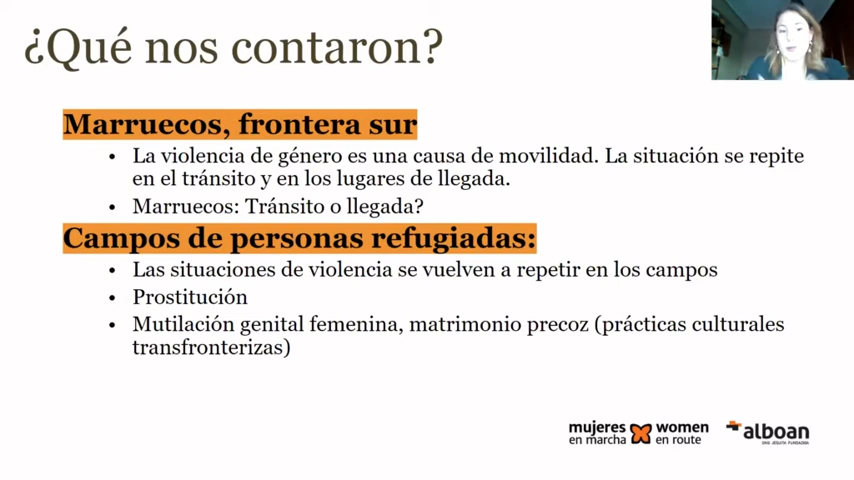 ¿Qué nos contaron?
Marruecos, frontera sur
• La violencia de género es una causa de movilidad. La situación se repite
en el tránsito y en los lugares de llegada.
• Marruecos: Tránsito o llegada?
Campos de personas refugiadas:
• Las situaciones de violencia se vuelven a repetir en los campos
• Prostitución
• Mutilación genital femenina, matrimonio precoz (prácticas culturales
transfronterizas)
mujeres women
en marcha en route
alboan